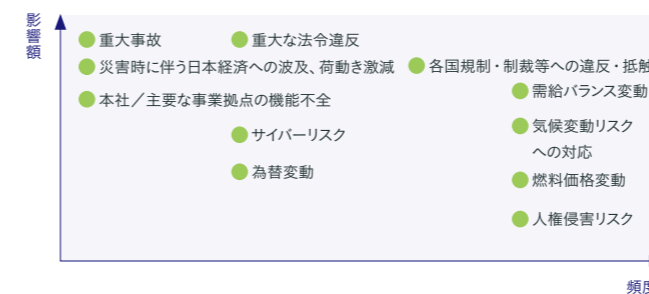 影響額
重大事故
重大な法令違反
災害時に伴う日本経済への波及、荷動き激減
各国規制・制裁等への違反・抵触
本社／主要な事業拠点の機能不全
需給バランス変動
サイバーリスク
気候変動リスク
への対応
為替変動
燃料価格変動
人権侵害リスク
頻度